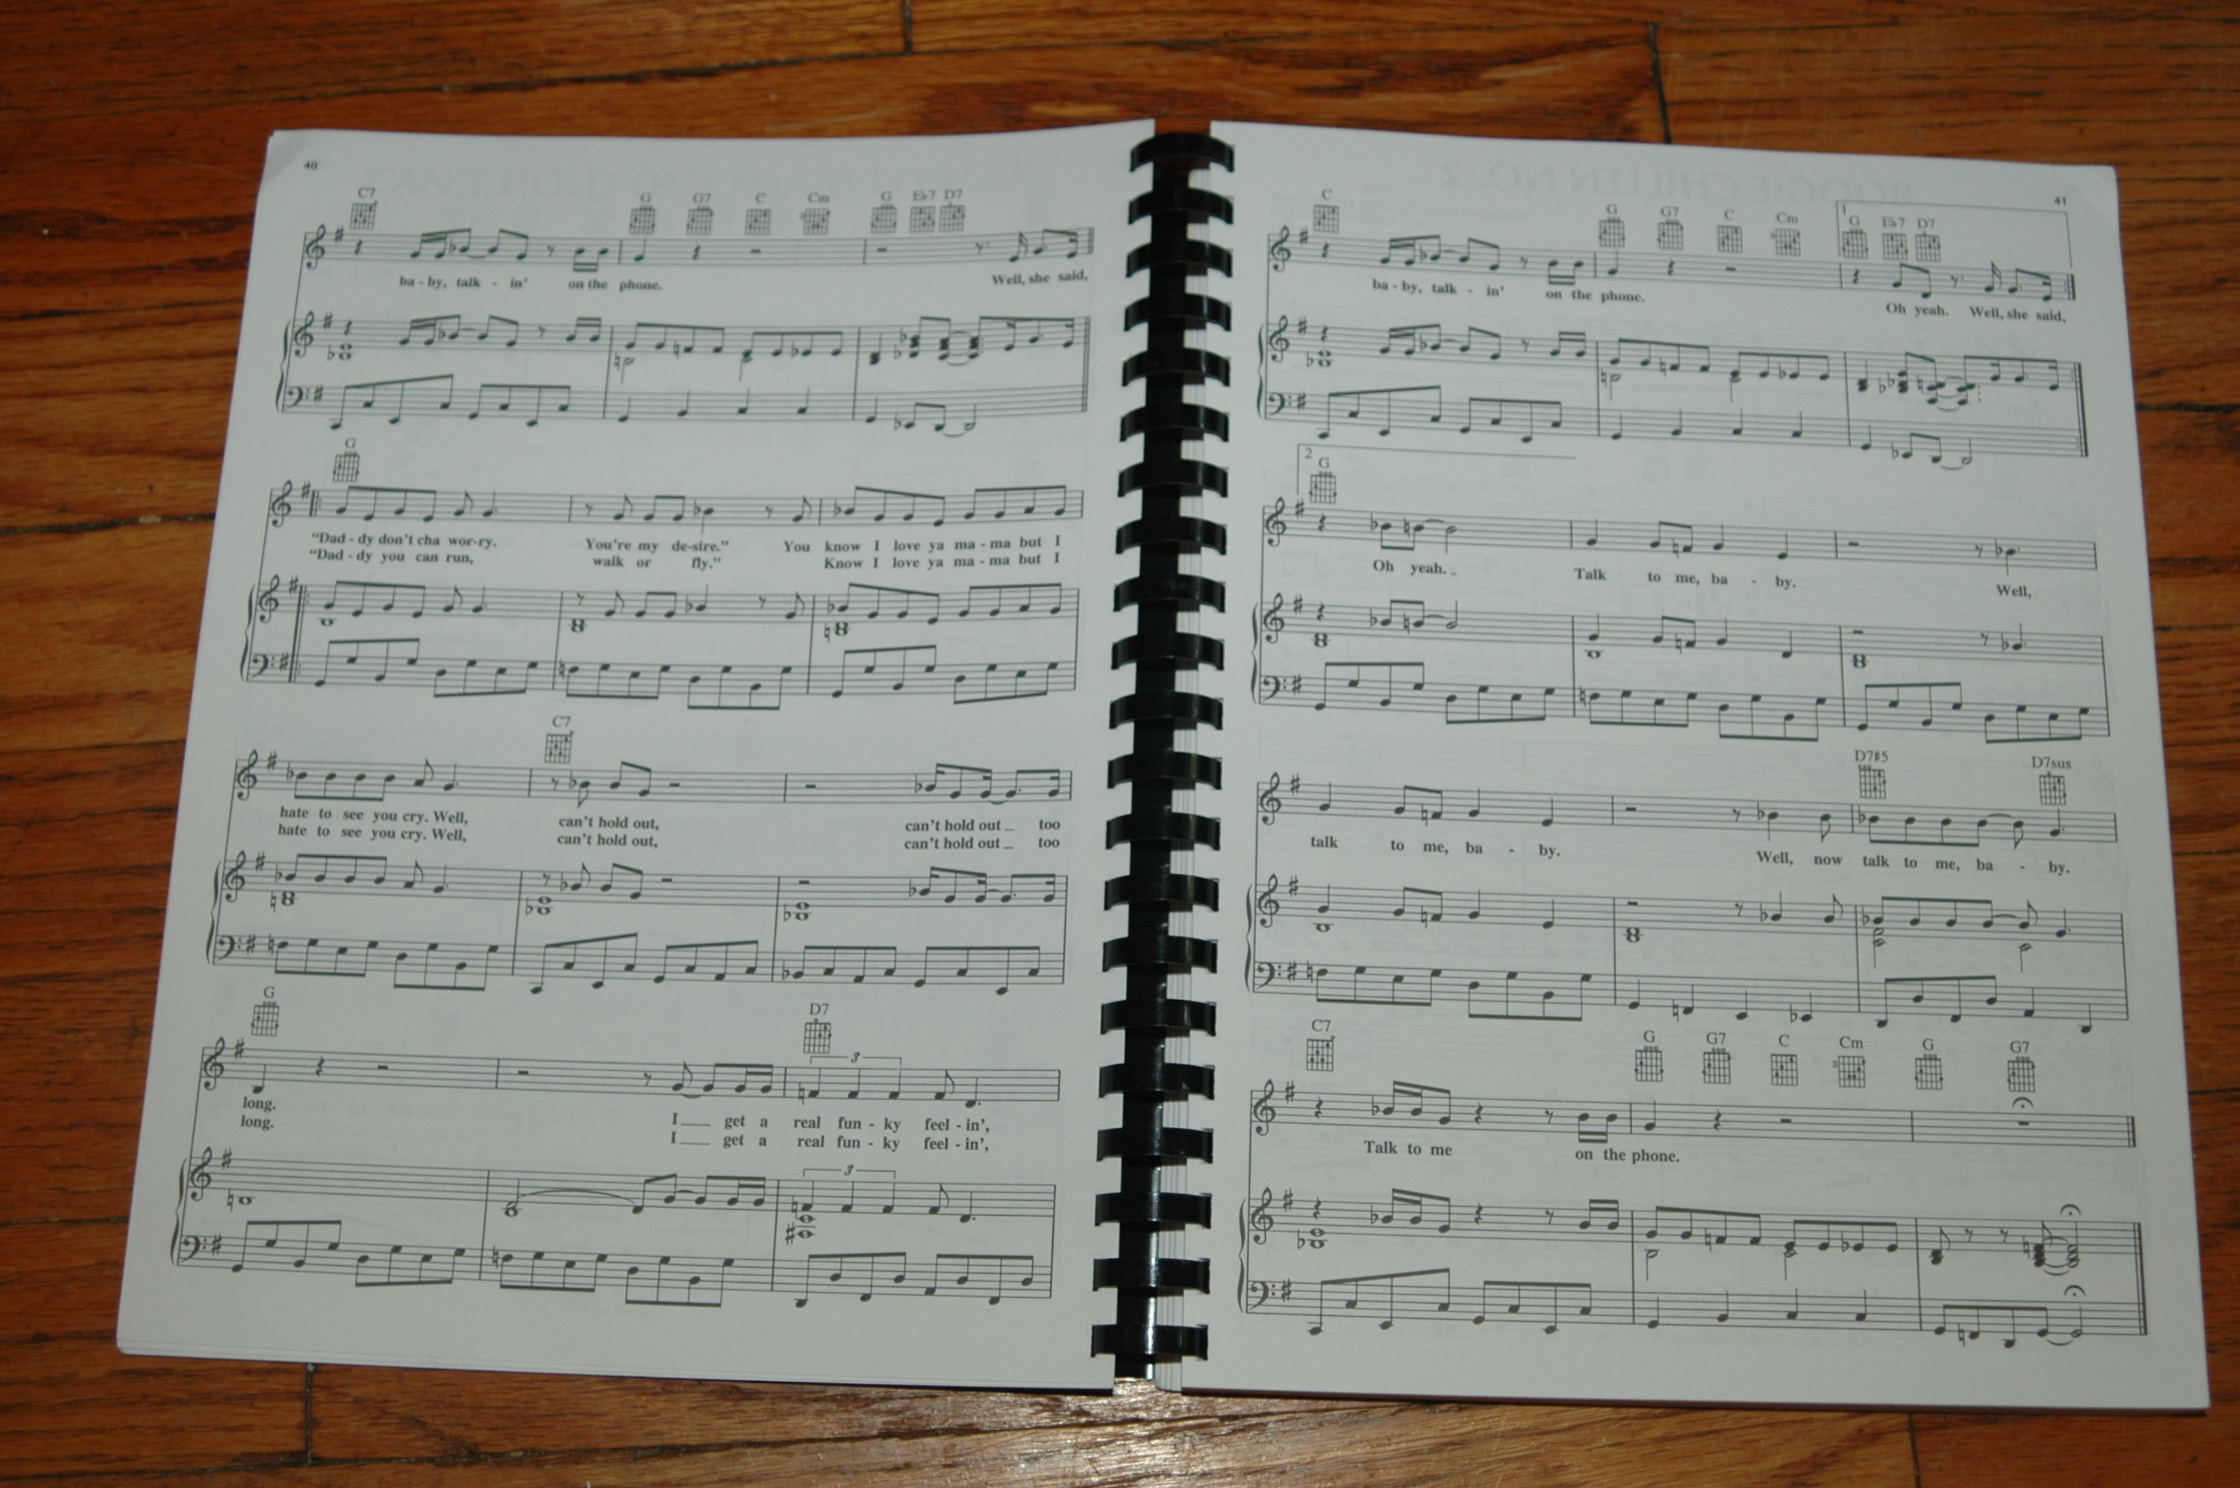 40
C7 G G7 C Cm G E♭7 D7
ba - by, talk - in' on the phone. Well, she said,
G
“Dad - dy don't cha wor-ry. You're my de-sire.” You know I love ya ma - ma but I
“Dad - dy you can run, walk or fly.” Know I love ya ma - ma but I
C7
hate to see you cry. Well, can't hold out, can't hold out_ too
hate to see you cry. Well, can't hold out, can't hold out_ too
G D7
3
long. I___ get a real fun - ky feel - in',
long. I___ get a real fun - ky feel - in',
3
41
1
C G G7 C Cm G E♭7 D7
ba - by, talk - in' on the phone. Oh yeah. Well, she said,
2
G
Oh yeah._ Talk to me, ba - by. Well,
D7♯5 D7sus
talk to me, ba - by. Well, now talk to me, ba - by.
C7 G G7 C Cm G G7
3
Talk to me on the phone.